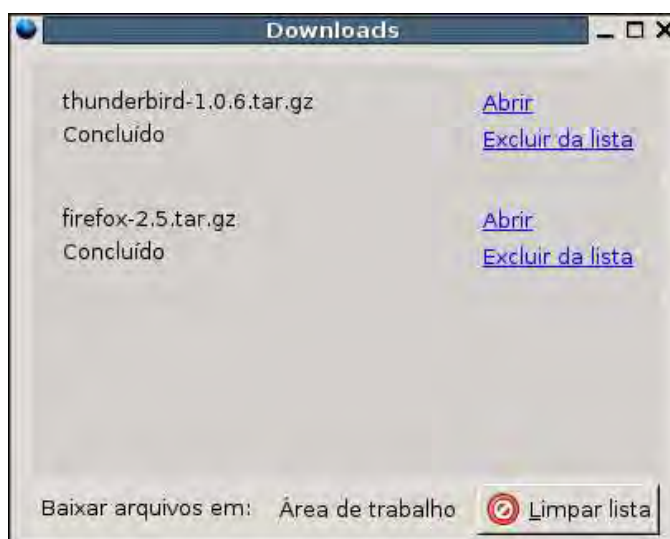 Downloads
thunderbird-1.0.6.tar.gz Abrir
Concluído Excluir da lista
firefox-2.5.tar.gz Abrir
Concluído Excluir da lista
Baixar arquivos em: Área de trabalho Limpar lista